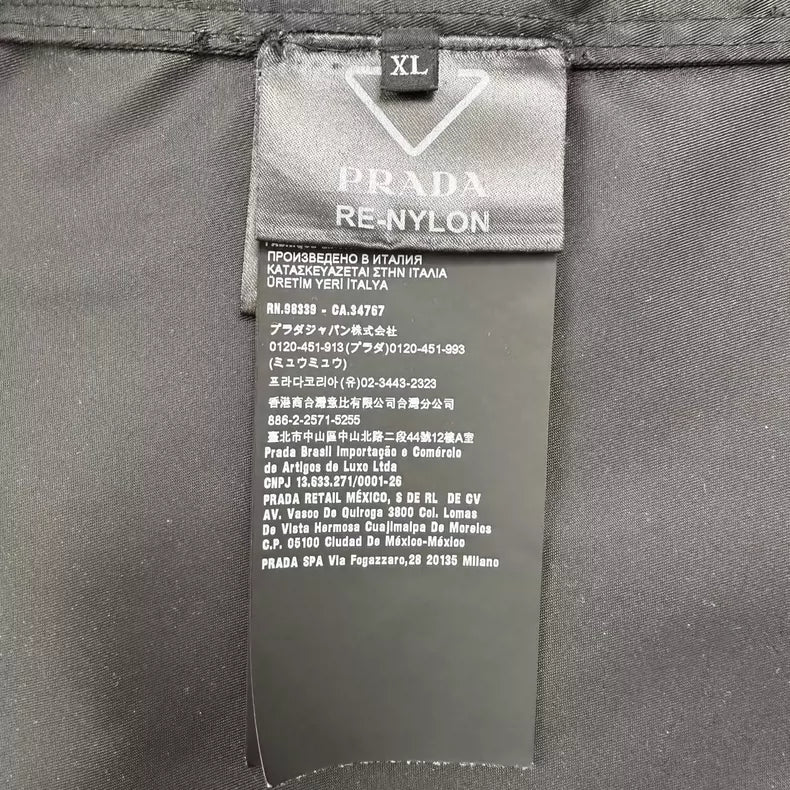 XL
PRADA
RE-NYLON
ПРОИЗВЕДЕНО В ИТАЛИЯ
ΚΑΤΑΣΚΕΥΑΖΕΤΑΙ ΣΤΗΝ ΙΤΑΛΙΑ
ÜRETİM YERİ İTALYA
RN.98339 - CA.34767
プラダジャパン株式会社
0120-451-913(プラダ)0120-451-993
(ミュウミュウ)
프라다코리아(유)02-3443-2323
香港商台灣意比有限公司台灣分公司
886-2-2571-5255
臺北市中山區中山北路二段44號12樓A室
Prada Brasil Importação e Comércio
de Artigos de Luxo Ltda
CNPJ 13.633.271/0001-26
PRADA RETAIL MÉXICO, S DE RL DE CV
AV. Vasco De Quiroga 3800 Col. Lomas
De Vista Hermosa Cuajimalpa De Morelos
C.P. 05100 Ciudad De México-México
PRADA SPA Via Fogazzaro,28 20135 Milano